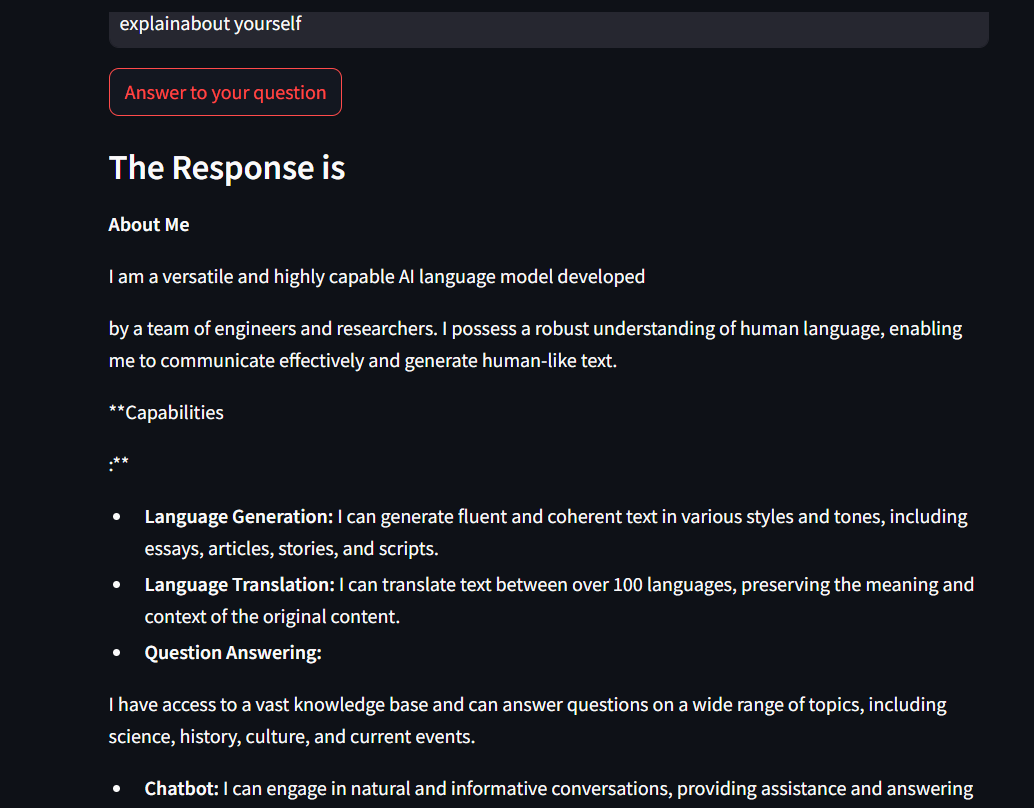 explainabout yourself
Answer to your question
The Response is
About Me
I am a versatile and highly capable AI language model developed
by a team of engineers and researchers. I possess a robust understanding of human language, enabling
me to communicate effectively and generate human-like text.
**Capabilities
:**
• Language Generation: I can generate fluent and coherent text in various styles and tones, including
essays, articles, stories, and scripts.
• Language Translation: I can translate text between over 100 languages, preserving the meaning and
context of the original content.
• Question Answering:
I have access to a vast knowledge base and can answer questions on a wide range of topics, including
science, history, culture, and current events.
• Chatbot: I can engage in natural and informative conversations, providing assistance and answering